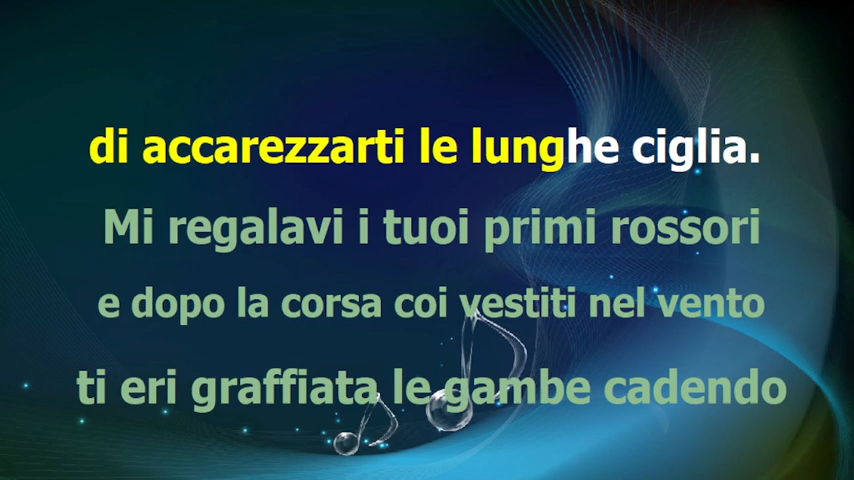 di accarezzarti le lunghe ciglia.
Mi regalavi i tuoi primi rossori
e dopo la corsa coi vestiti nel vento
ti eri graffiata le gambe cadendo